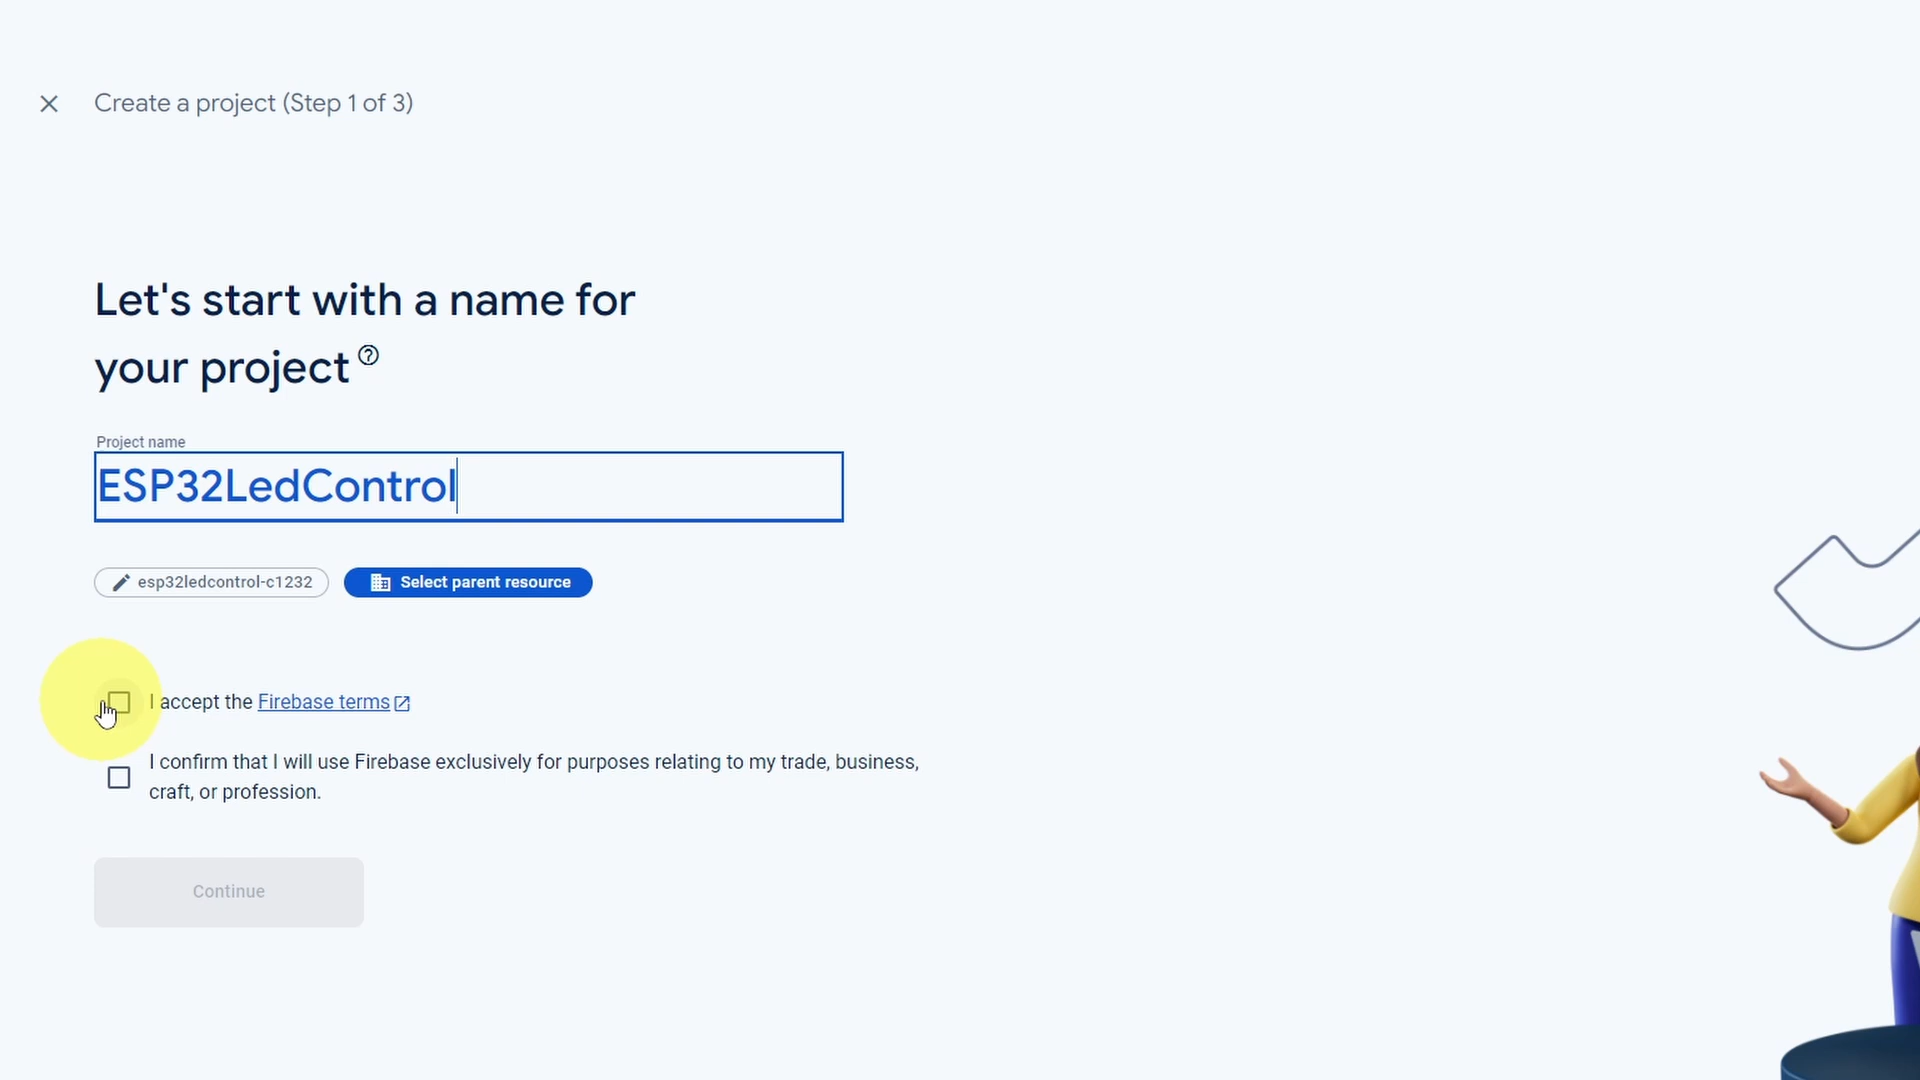 Create a project (Step 1 of 3)
Let's start with a name for
your project
Project name
ESP32LedControl
esp32ledcontrol-c1232
Select parent resource
I accept the Firebase terms
I confirm that I will use Firebase exclusively for purposes relating to my trade, business,
craft, or profession.
Continue